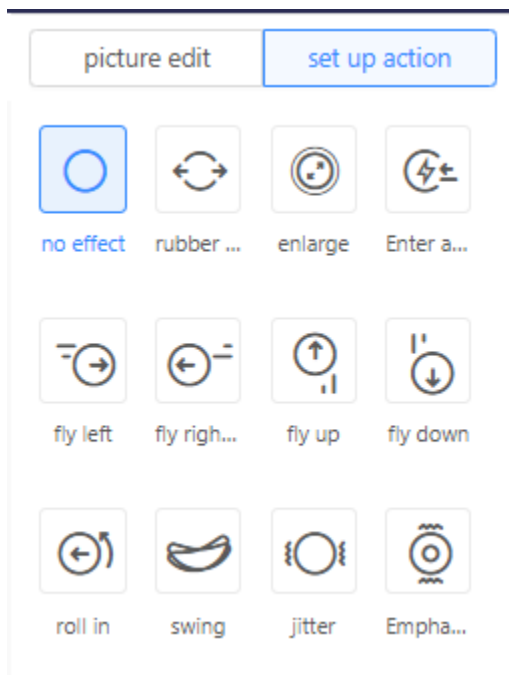 picture edit
set up action
no effect
rubber ...
enlarge
Enter a...
fly left
fly righ...
fly up
fly down
roll in
swing
jitter
Empha...